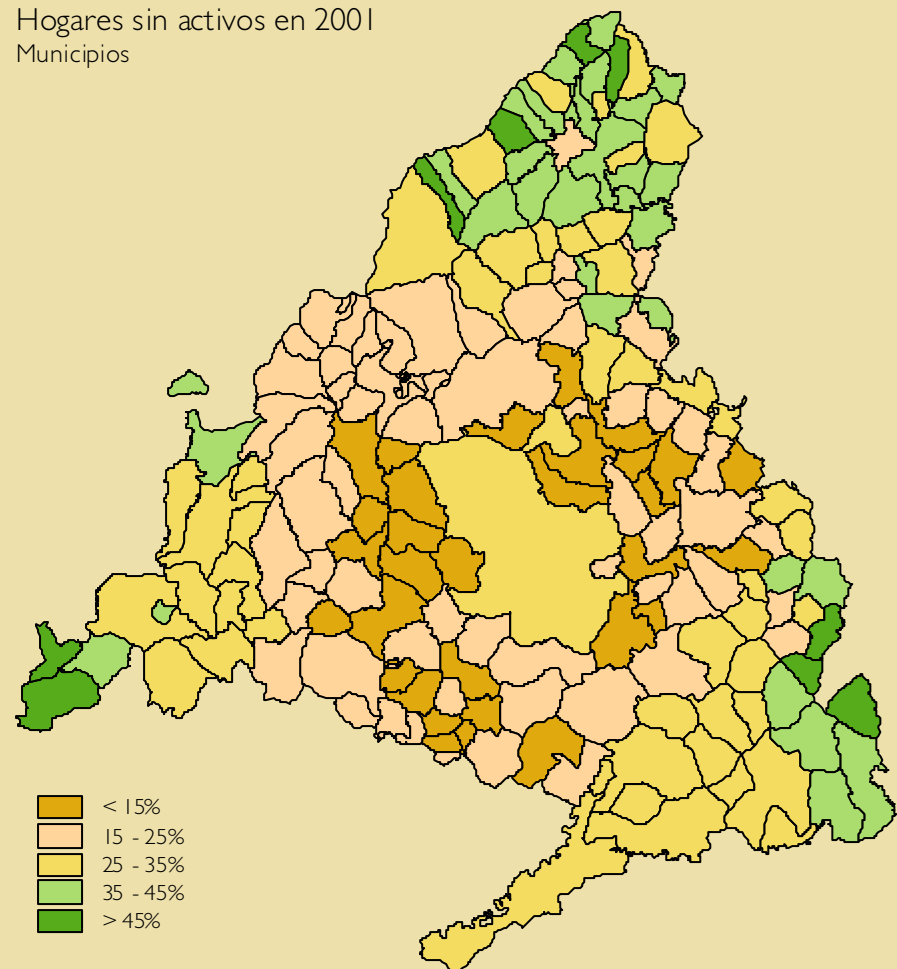 Hogares sin activos en 2001
Municipios
< 15%
15 - 25%
25 - 35%
35 - 45%
> 45%